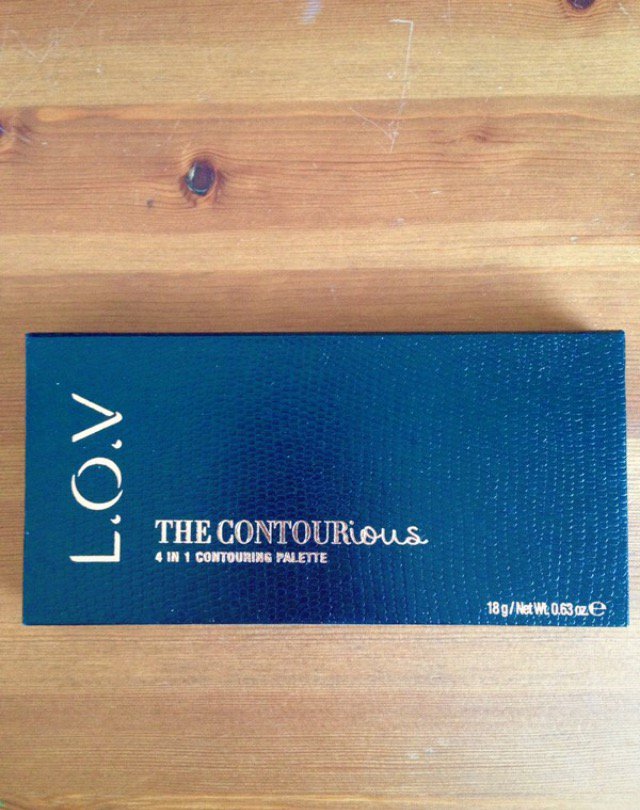 L.O.V
THE CONTOURious
4 IN 1 CONTOURING PALETTE
18 g / Net Wt. 0.63 oz. ℮